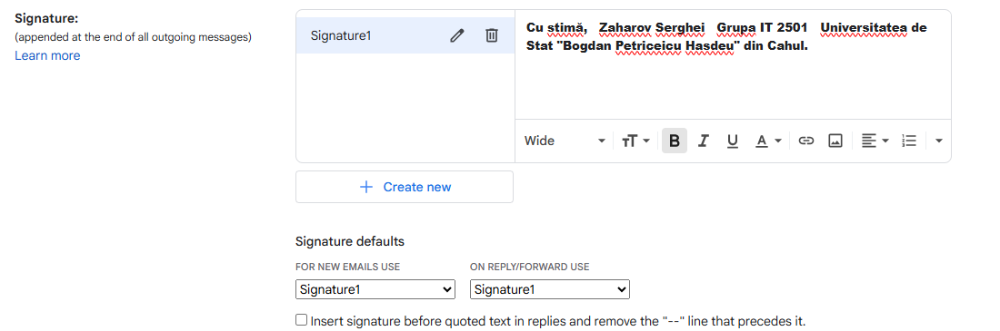 Signature:
(appended at the end of all outgoing messages)
Learn more
Signature1
Cu stimă,   Zaharov Serghei   Grupa IT 2501   Universitatea de
Stat "Bogdan Petriceicu Hasdeu" din Cahul.
Wide
B I U A
Create new
Signature defaults
FOR NEW EMAILS USE
ON REPLY/FORWARD USE
Signature1
Signature1
Insert signature before quoted text in replies and remove the "--" line that precedes it.